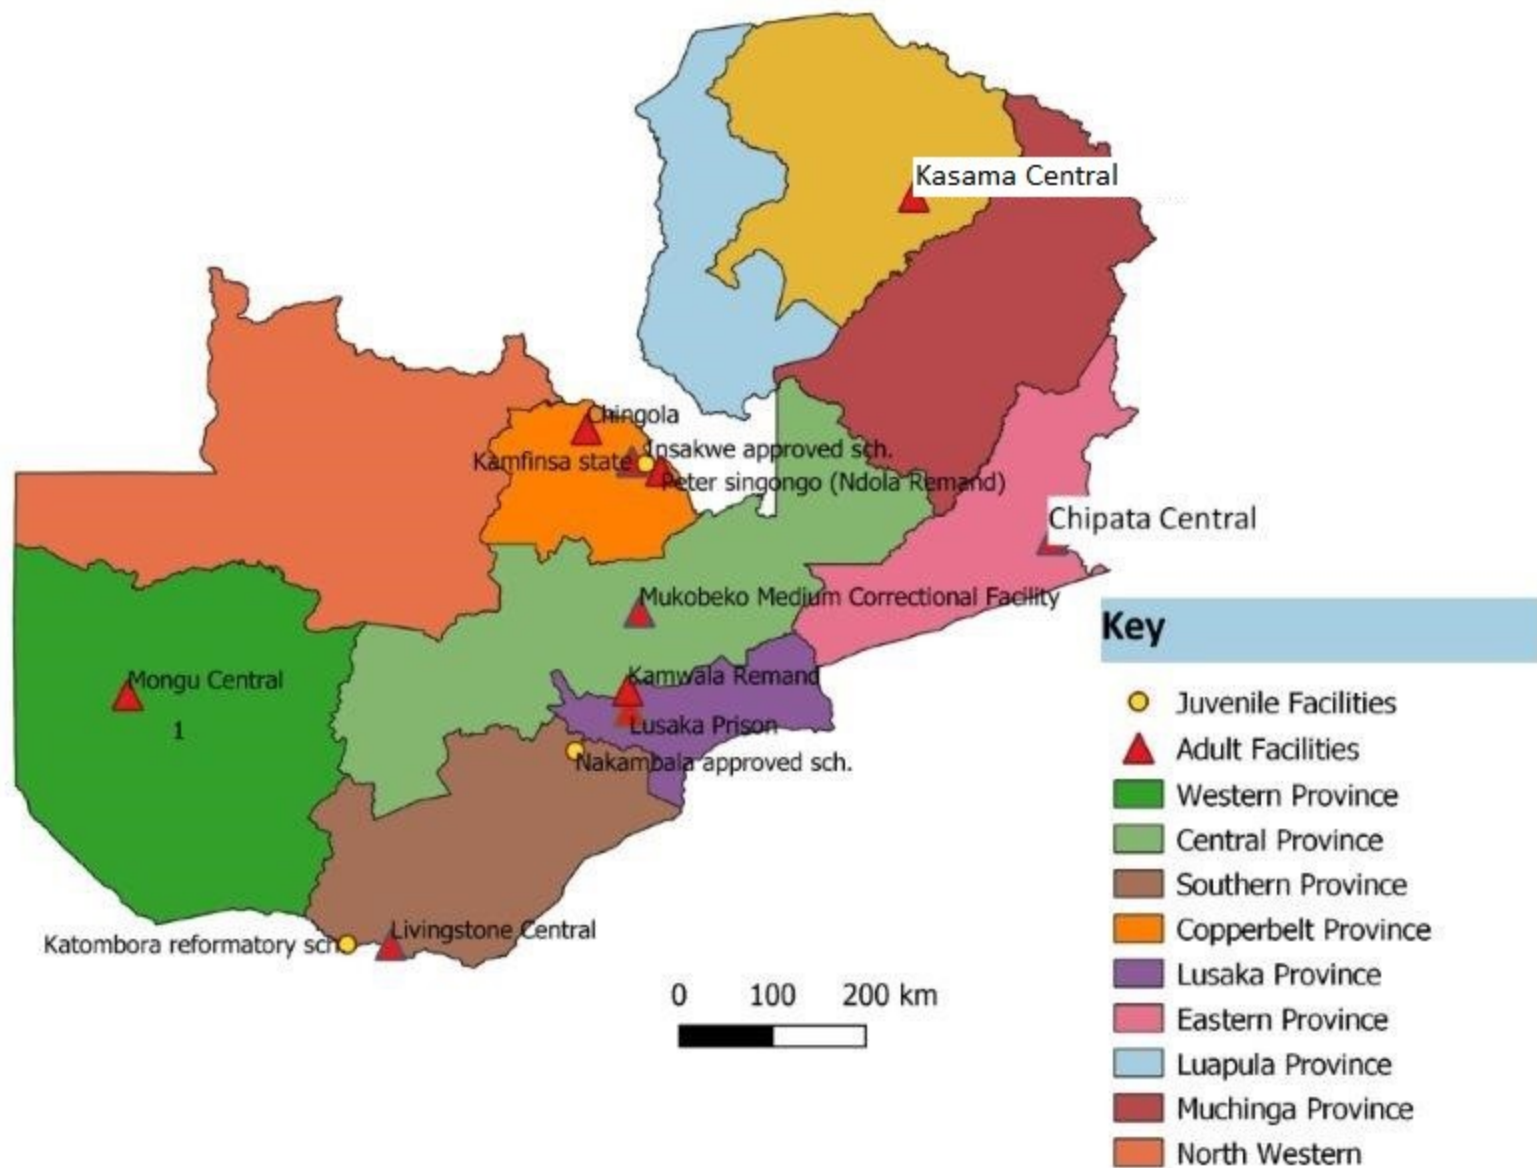 Kasama Central
Chingola
Insakwe approved sch.
Kamfinsa state
Peter singongo (Ndola Remand)
Chipata Central
Mukobeko Medium Correctional Facility
Mongu Central
1
Kamwala Remand
Lusaka Prison
Nakambala approved sch.
Livingstone Central
Katombora reformatory sch.
0 100 200 km
Key
Juvenile Facilities
Adult Facilities
Western Province
Central Province
Southern Province
Copperbelt Province
Lusaka Province
Eastern Province
Luapula Province
Muchinga Province
North Western